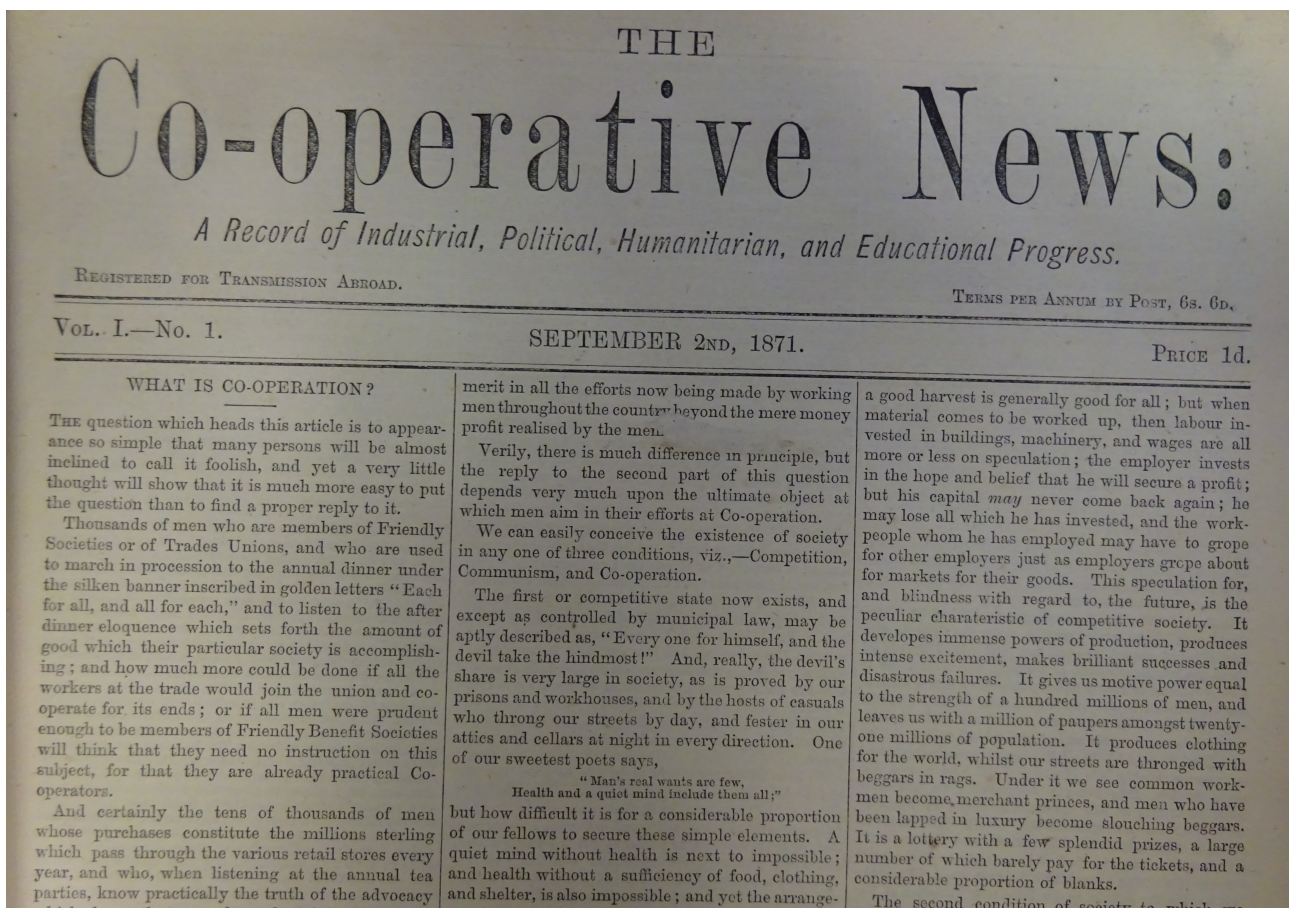 THE
Co-operative News:
A Record of Industrial, Political, Humanitarian, and Educational Progress.
REGISTERED FOR TRANSMISSION ABROAD.
TERMS PER ANNUM BY POST, 6s. 6D.
VOL. I.—No. 1.
SEPTEMBER 2ND, 1871.
PRICE 1d.
WHAT IS CO-OPERATION?
THE question which heads this article is to appear-
ance so simple that many persons will be almost
inclined to call it foolish, and yet a very little
thought will show that it is much more easy to put
the question than to find a proper reply to it.
Thousands of men who are members of Friendly
Societies or of Trades Unions, and who are used
to march in procession to the annual dinner under
the silken banner inscribed in golden letters "Each
for all, and all for each," and to listen to the after
dinner eloquence which sets forth the amount of
good which their particular society is accomplish-
ing; and how much more could be done if all the
workers at the trade would join the union and co-
operate for its ends; or if all men were prudent
enough to be members of Friendly Benefit Societies
will think that they need no instruction on this
subject, for that they are already practical Co-
operators.
And certainly the tens of thousands of men
whose purchases constitute the millions sterling
which pass through the various retail stores every
year, and who, when listening at the annual tea
parties, know practically the truth of the advocacy
merit in all the efforts now being made by working
men throughout the country beyond the mere money
profit realised by the men.
Verily, there is much difference in principle, but
the reply to the second part of this question
depends very much upon the ultimate object at
which men aim in their efforts at Co-operation.
We can easily conceive the existence of society
in any one of three conditions, viz.,—Competition,
Communism, and Co-operation.
The first or competitive state now exists, and
except as controlled by municipal law, may be
aptly described as, "Every one for himself, and the
devil take the hindmost!" And, really, the devil's
share is very large in society, as is proved by our
prisons and workhouses, and by the hosts of casuals
who throng our streets by day, and fester in our
attics and cellars at night in every direction. One
of our sweetest poets says,
"Man's real wants are few,
Health and a quiet mind include them all;"
but how difficult it is for a considerable proportion
of our fellows to secure these simple elements. A
quiet mind without health is next to impossible;
and health without a sufficiency of food, clothing,
and shelter, is also impossible; and yet the arrange-
a good harvest is generally good for all; but when
material comes to be worked up, then labour in-
vested in buildings, machinery, and wages are all
more or less on speculation; the employer invests
in the hope and belief that he will secure a profit;
but his capital may never come back again; he
may lose all which he has invested, and the work-
people whom he has employed may have to grope
for other employers just as employers grope about
for markets for their goods. This speculation for,
and blindness with regard to, the future, is the
peculiar charateristic of competitive society. It
developes immense powers of production, produces
intense excitement, makes brilliant successes and
disastrous failures. It gives us motive power equal
to the strength of a hundred millions of men, and
leaves us with a million of paupers amongst twenty-
one millions of population. It produces clothing
for the world, whilst our streets are thronged with
beggars in rags. Under it we see common work-
men become merchant princes, and men who have
been lapped in luxury become slouching beggars.
It is a lottery with a few splendid prizes, a large
number of which barely pay for the tickets, and a
considerable proportion of blanks.
The second condition of society to which